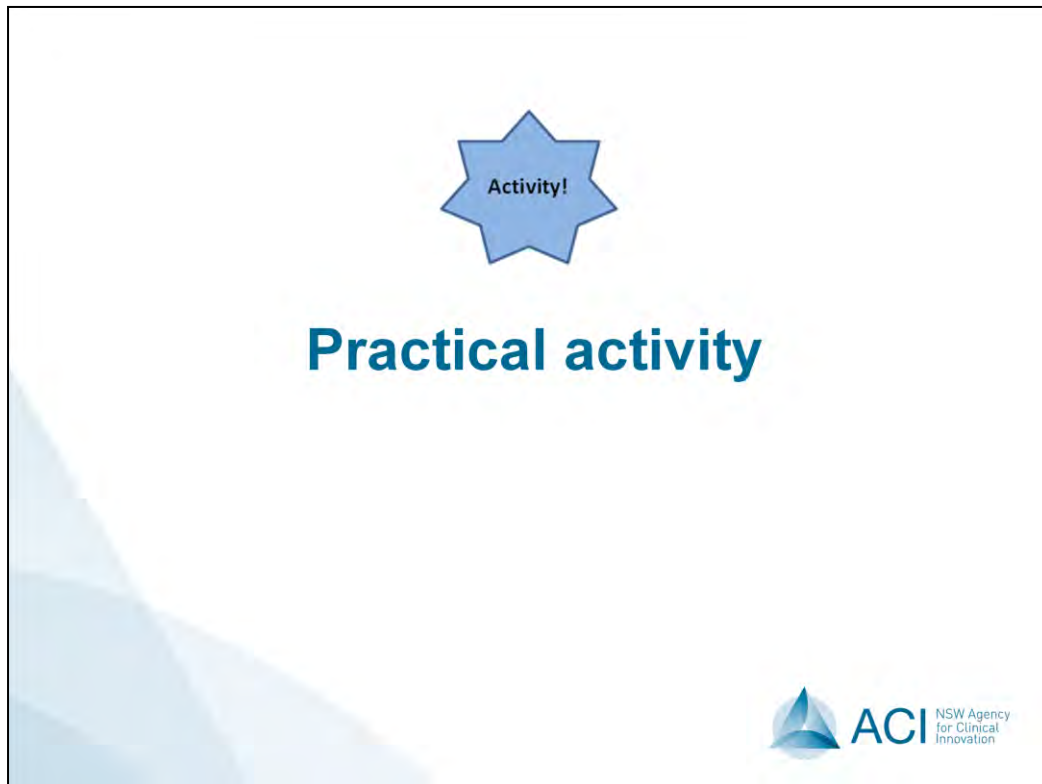 Activity!
Practical activity
ACI
NSW Agency
for Clinical
Innovation